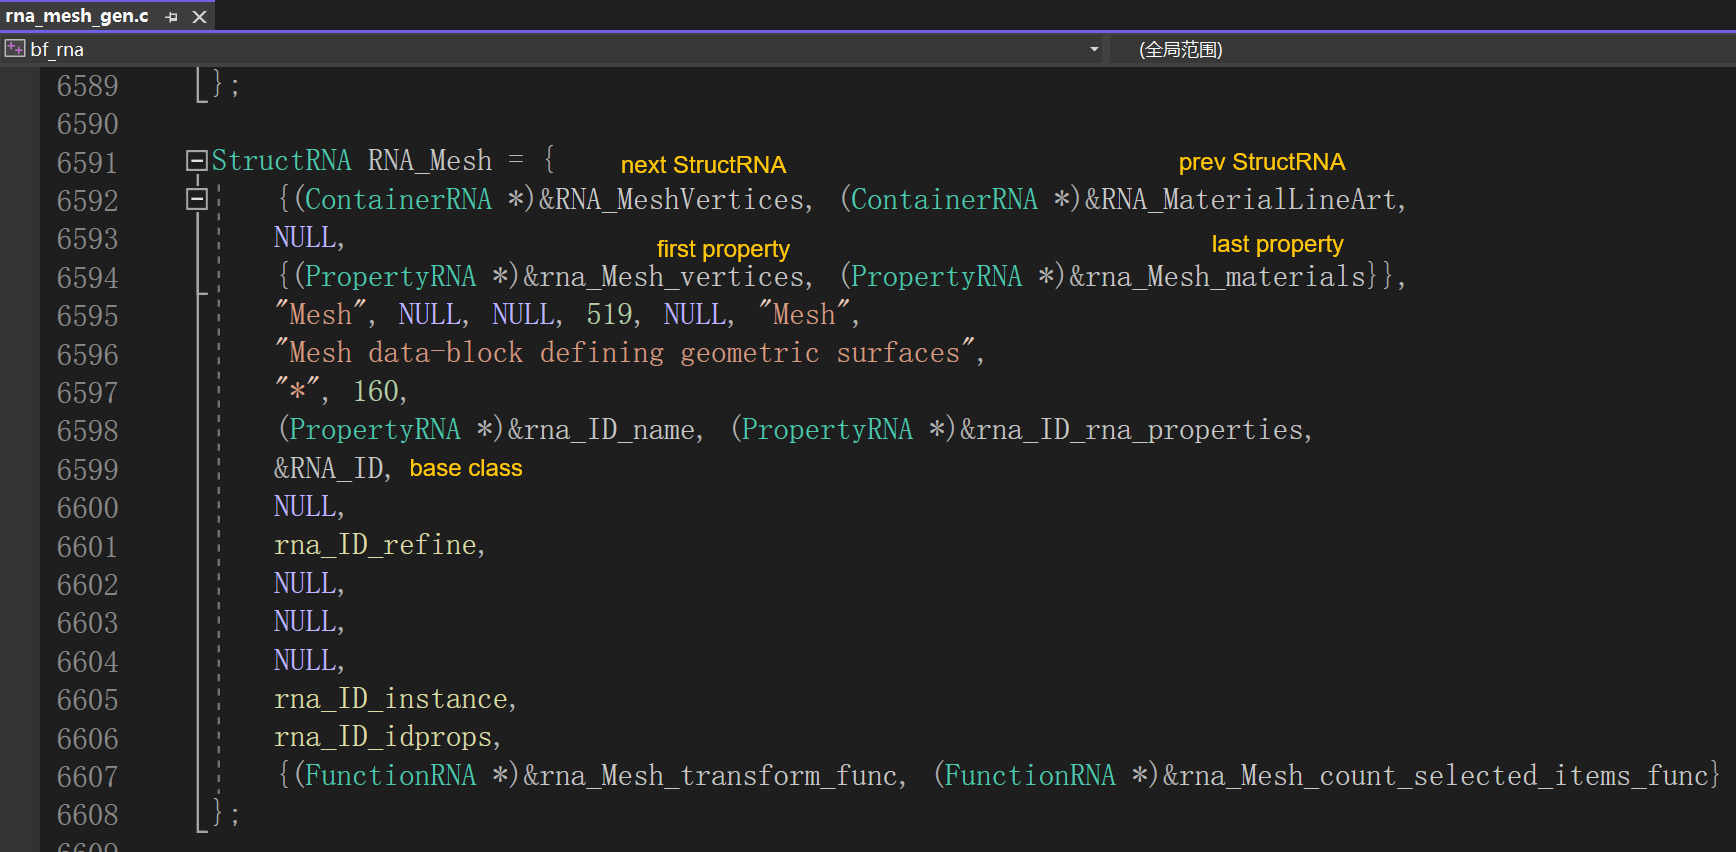 rna_mesh_gen.c
bf_rna (全局范围)
6589 };
6590
6591 StructRNA RNA_Mesh = { next StructRNA prev StructRNA
6592 {(ContainerRNA *)&RNA_MeshVertices, (ContainerRNA *)&RNA_MaterialLineArt,
6593 NULL, first property last property
6594 {(PropertyRNA *)&rna_Mesh_vertices, (PropertyRNA *)&rna_Mesh_materials}},
6595 "Mesh", NULL, NULL, 519, NULL, "Mesh",
6596 "Mesh data-block defining geometric surfaces",
6597 "*", 160,
6598 (PropertyRNA *)&rna_ID_name, (PropertyRNA *)&rna_ID_rna_properties,
6599 &RNA_ID, base class
6600 NULL,
6601 rna_ID_refine,
6602 NULL,
6603 NULL,
6604 NULL,
6605 rna_ID_instance,
6606 rna_ID_idprops,
6607 {(FunctionRNA *)&rna_Mesh_transform_func, (FunctionRNA *)&rna_Mesh_count_selected_items_func}
6608 };
6609